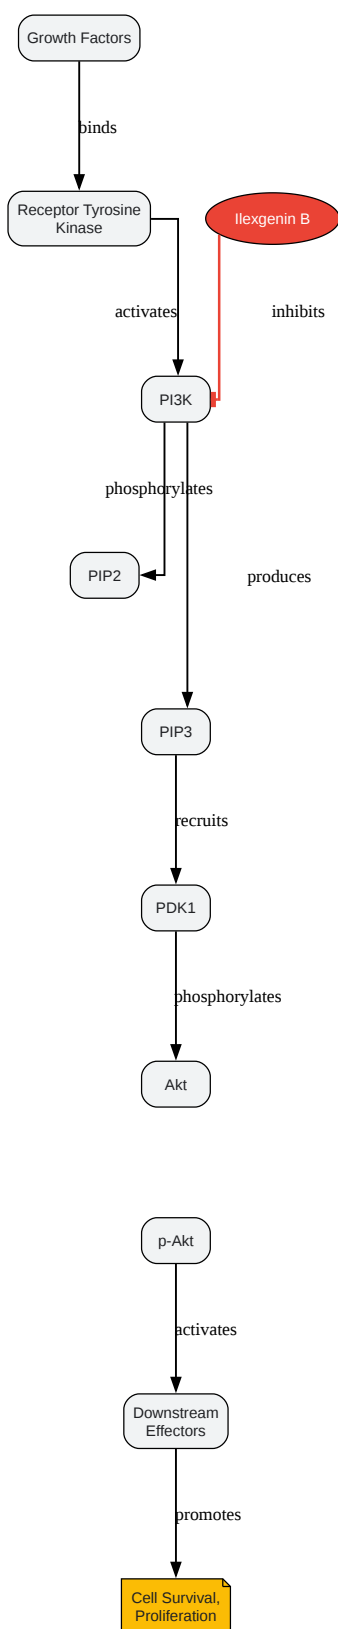 Growth Factors
binds
Receptor Tyrosine
Kinase
Ilexgenin B
activates
inhibits
PI3K
phosphorylates
PIP2
produces
PIP3
recruits
PDK1
phosphorylates
Akt
p-Akt
activates
Downstream
Effectors
promotes
Cell Survival,
Proliferation